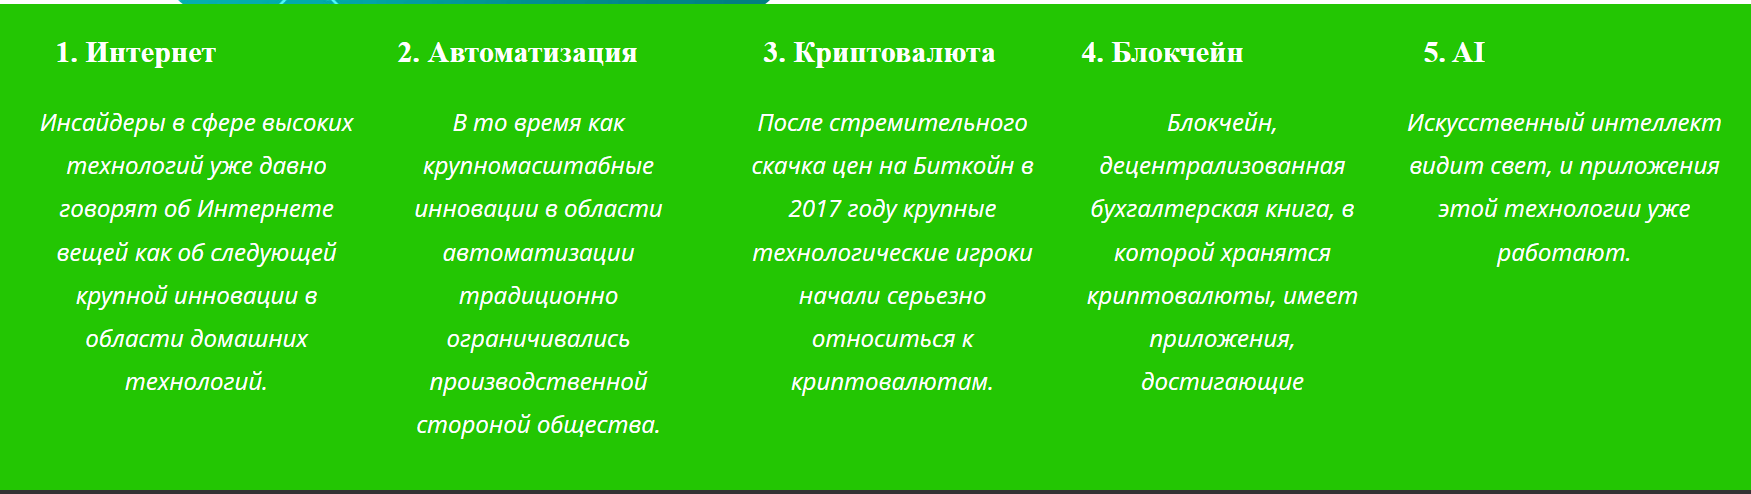 1. Интернет
Инсайдеры в сфере высоких
технологий уже давно
говорят об Интернете
вещей как об следующей
крупной инновации в
области домашних
технологий.
2. Автоматизация
В то время как
крупномасштабные
инновации в области
автоматизации
традиционно
ограничивались
производственной
стороной общества.
3. Криптовалюта
После стремительного
скачка цен на Биткойн в
2017 году крупные
технологические игроки
начали серьезно
относиться к
криптовалютам.
4. Блокчейн
Блокчейн,
децентрализованная
бухгалтерская книга, в
которой хранятся
криптовалюты, имеет
приложения,
достигающие
5. AI
Искусственный интеллект
видит свет, и приложения
этой технологии уже
работают.